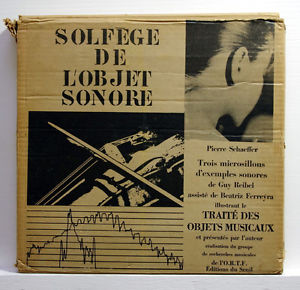 SOLFEGE
DE
L'OBJET
SONORE
Pierre Schaeffer
Trois microsillons
d'exemples sonores
de Guy Reibel
assisté de Beatriz Ferreyra
illustrant le
TRAITÉ DES
OBJETS MUSICAUX
et présentés par l'auteur
réalisation du groupe
de recherches musicales
de l'O.R.T.F.
Editions du Seuil